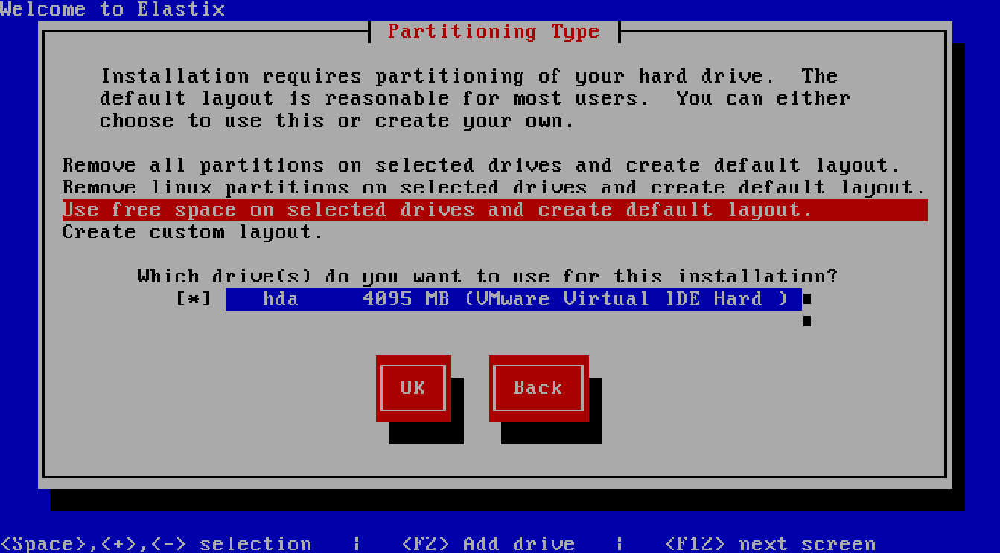 Welcome to Elastix
Partitioning Type
Installation requires partitioning of your hard drive.  The
default layout is reasonable for most users.  You can either
choose to use this or create your own.
Remove all partitions on selected drives and create default layout.
Remove linux partitions on selected drives and create default layout.
Use free space on selected drives and create default layout.
Create custom layout.
Which drive(s) do you want to use for this installation?
[*] hda 4095 MB (VMware Virtual IDE Hard )
OK Back
<Space>,<+>,<-> selection | <F2> Add drive | <F12> next screen